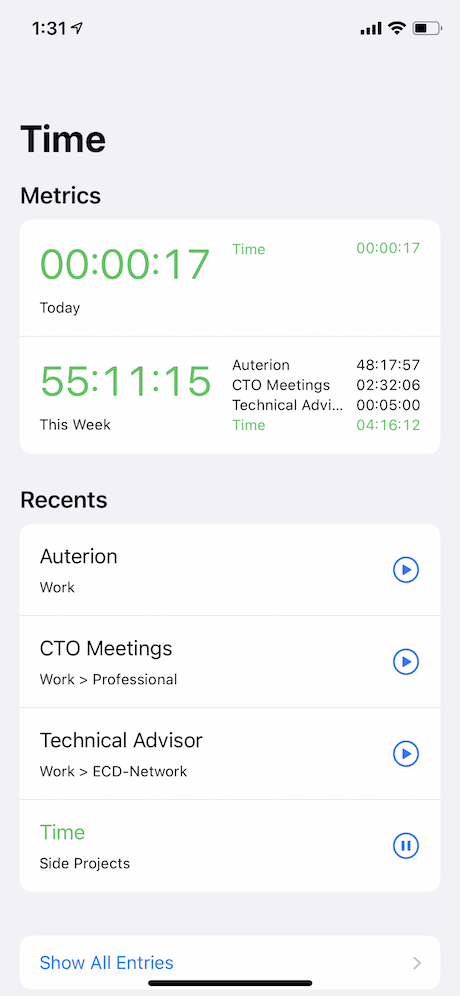 1:31
Time
Metrics
00:00:17
Time 00:00:17
Today
55:11:15
Auterion 48:17:57
CTO Meetings 02:32:06
Technical Advi... 00:05:00
Time 04:16:12
This Week
Recents
Auterion
Work
CTO Meetings
Work > Professional
Technical Advisor
Work > ECD-Network
Time
Side Projects
Show All Entries